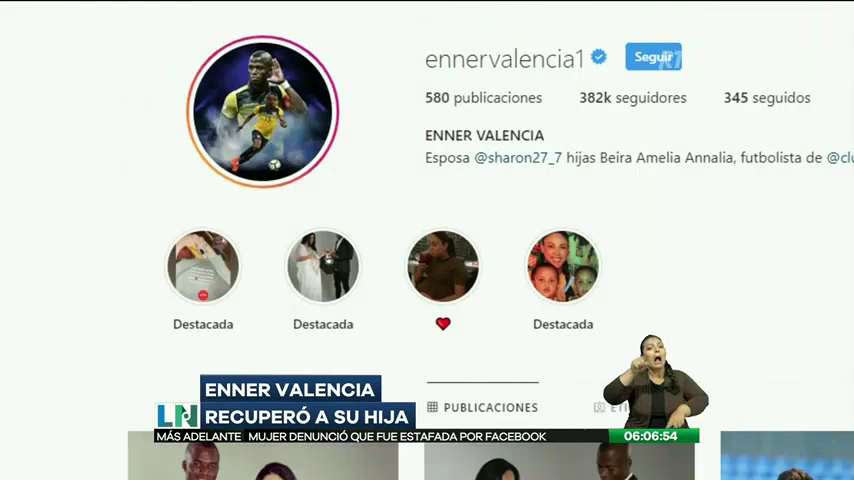 ennervalencia1
Seguir
580 publicaciones 382k seguidores 345 seguidos
ENNER VALENCIA
Esposa @sharon27_7 hijas Beira Amelia Annalia, futbolista de @clu
Destacada
Destacada
Destacada
ENNER VALENCIA
RECUPERÓ A SU HIJA
LN
PUBLICACIONES
MÁS ADELANTE MUJER DENUNCIÓ QUE FUE ESTAFADA POR FACEBOOK
06:06:54